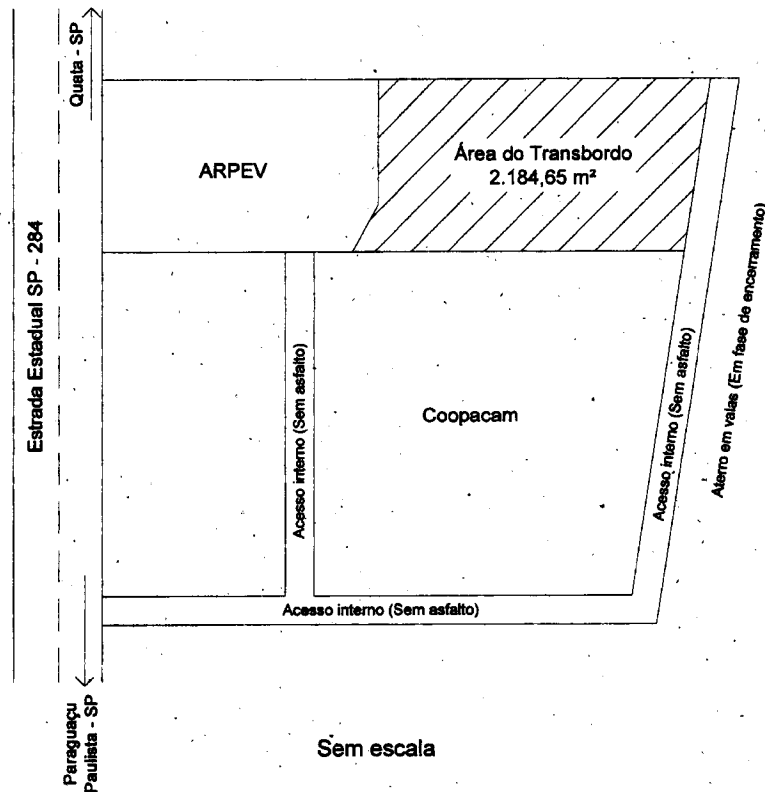 Quata - SP
Estrada Estadual SP - 284
ARPEV
Área do Transbordo
2.184,65 m²
Acesso interno (Sem asfalto)
Coopacam
Acesso interno (Sem asfalto)
Aterro em valas (Em fase de encerramento)
Acesso interno (Sem asfalto)
Paraguaçu
Paulista - SP
Sem escala